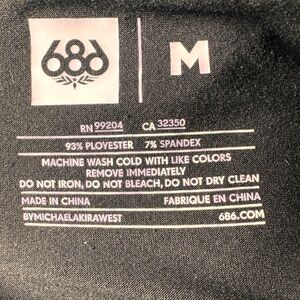 686 M
RN 99204 CA 32350
93% PLOYESTER 7% SPANDEX
MACHINE WASH COLD WITH LIKE COLORS
REMOVE IMMEDIATELY
DO NOT IRON, DO NOT BLEACH, DO NOT DRY CLEAN
MADE IN CHINA FABRIQUE EN CHINA
BYMICHAELAKIRAWEST 686.COM